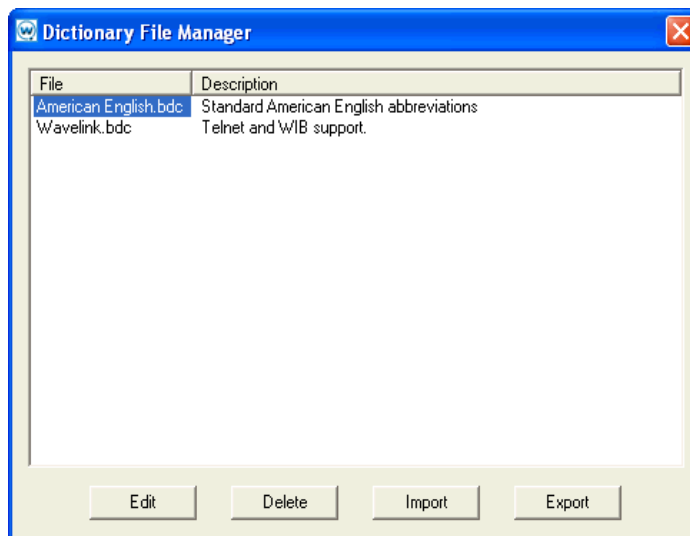 Dictionary File Manager
File Description
American English.bdc Standard American English abbreviations
Wavelink.bdc Telnet and WIB support.
Edit Delete Import Export